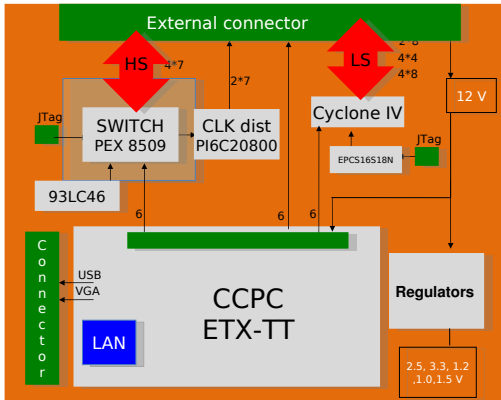 External connector
HS
4*7
LS
2*8
4*4
4*8
12 V
2*7
JTag
SWITCH
PEX 8509
CLK dist
PI6C20800
Cyclone IV
EPCS16S18N
JTag
93LC46
6
6
6
Connector
USB
VGA
CCPC
ETX-TT
LAN
Regulators
2.5, 3.3, 1.2
,1.0,1.5 V